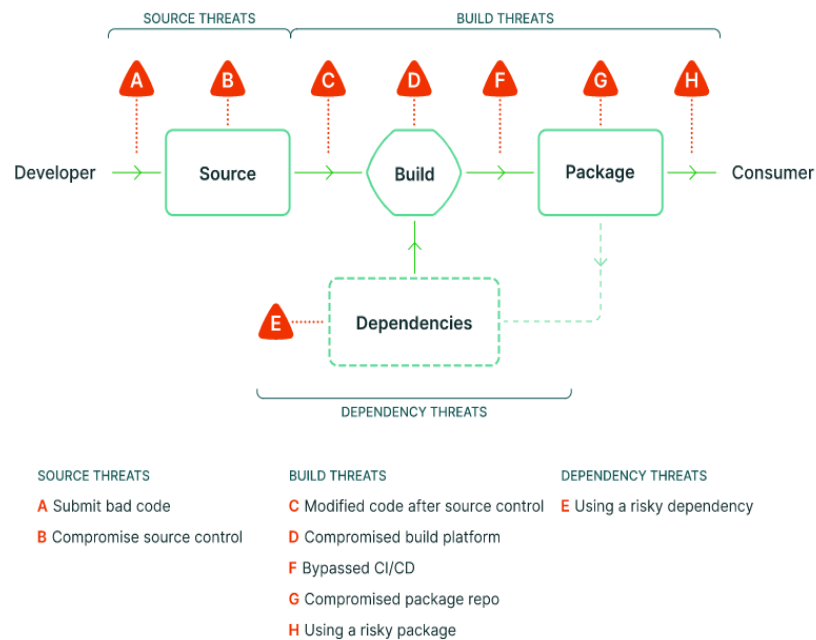 SOURCE THREATS
BUILD THREATS
A
B
C
D
F
G
H
Developer
Source
Build
Package
Consumer
E
Dependencies
DEPENDENCY THREATS
SOURCE THREATS
A Submit bad code
B Compromise source control
BUILD THREATS
C Modified code after source control
D Compromised build platform
F Bypassed CI/CD
G Compromised package repo
H Using a risky package
DEPENDENCY THREATS
E Using a risky dependency